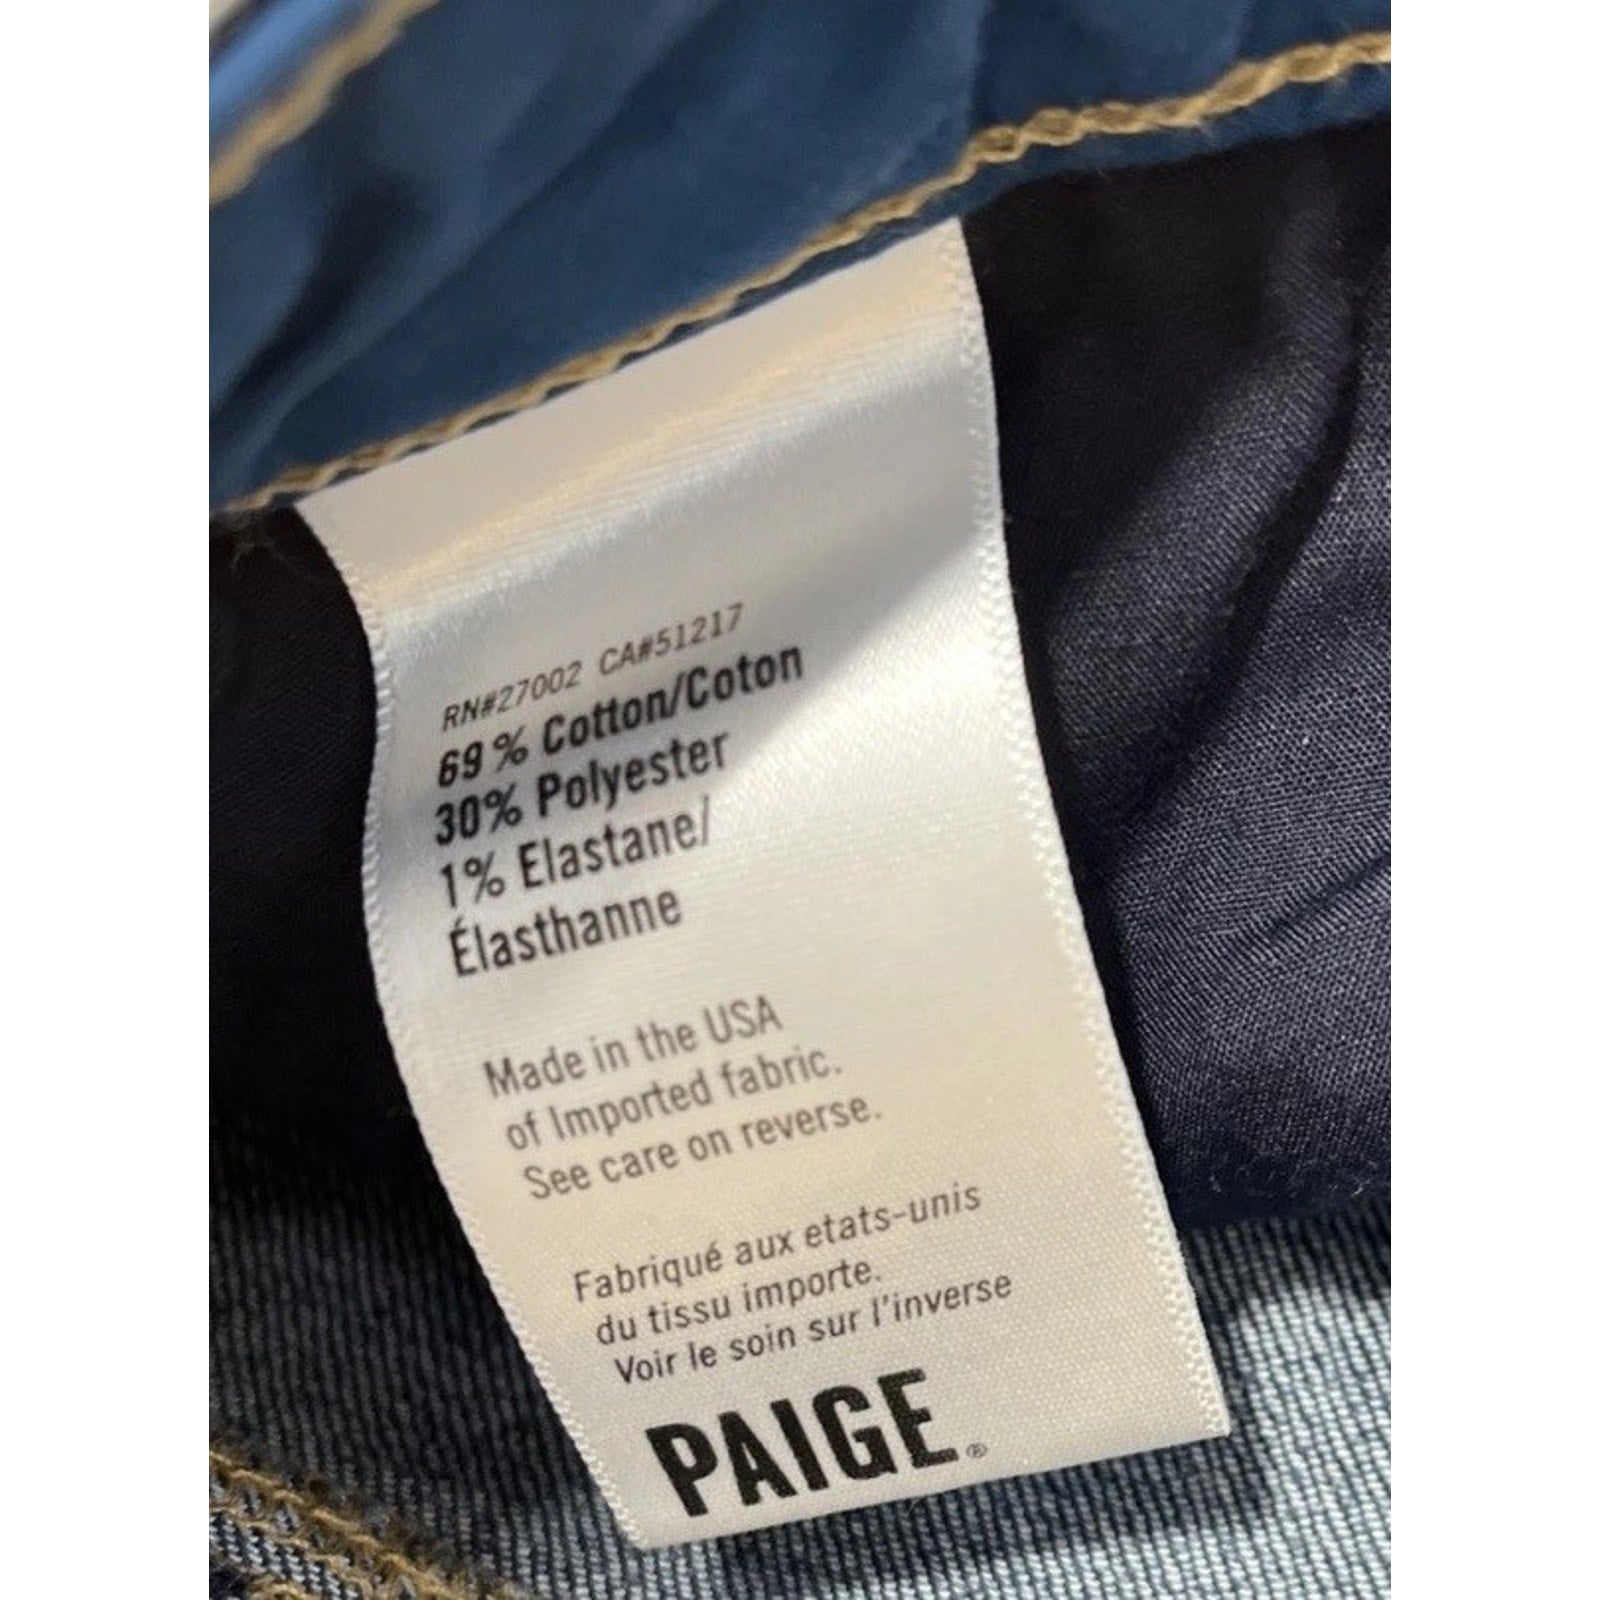 RN#27002 CA#51217
69% Cotton/Coton
30% Polyester
1% Elastane/
Élasthanne
Made in the USA
of Imported fabric.
See care on reverse.
Fabriqué aux etats-unis
du tissu importe.
Voir le soin sur l'inverse
PAIGE®